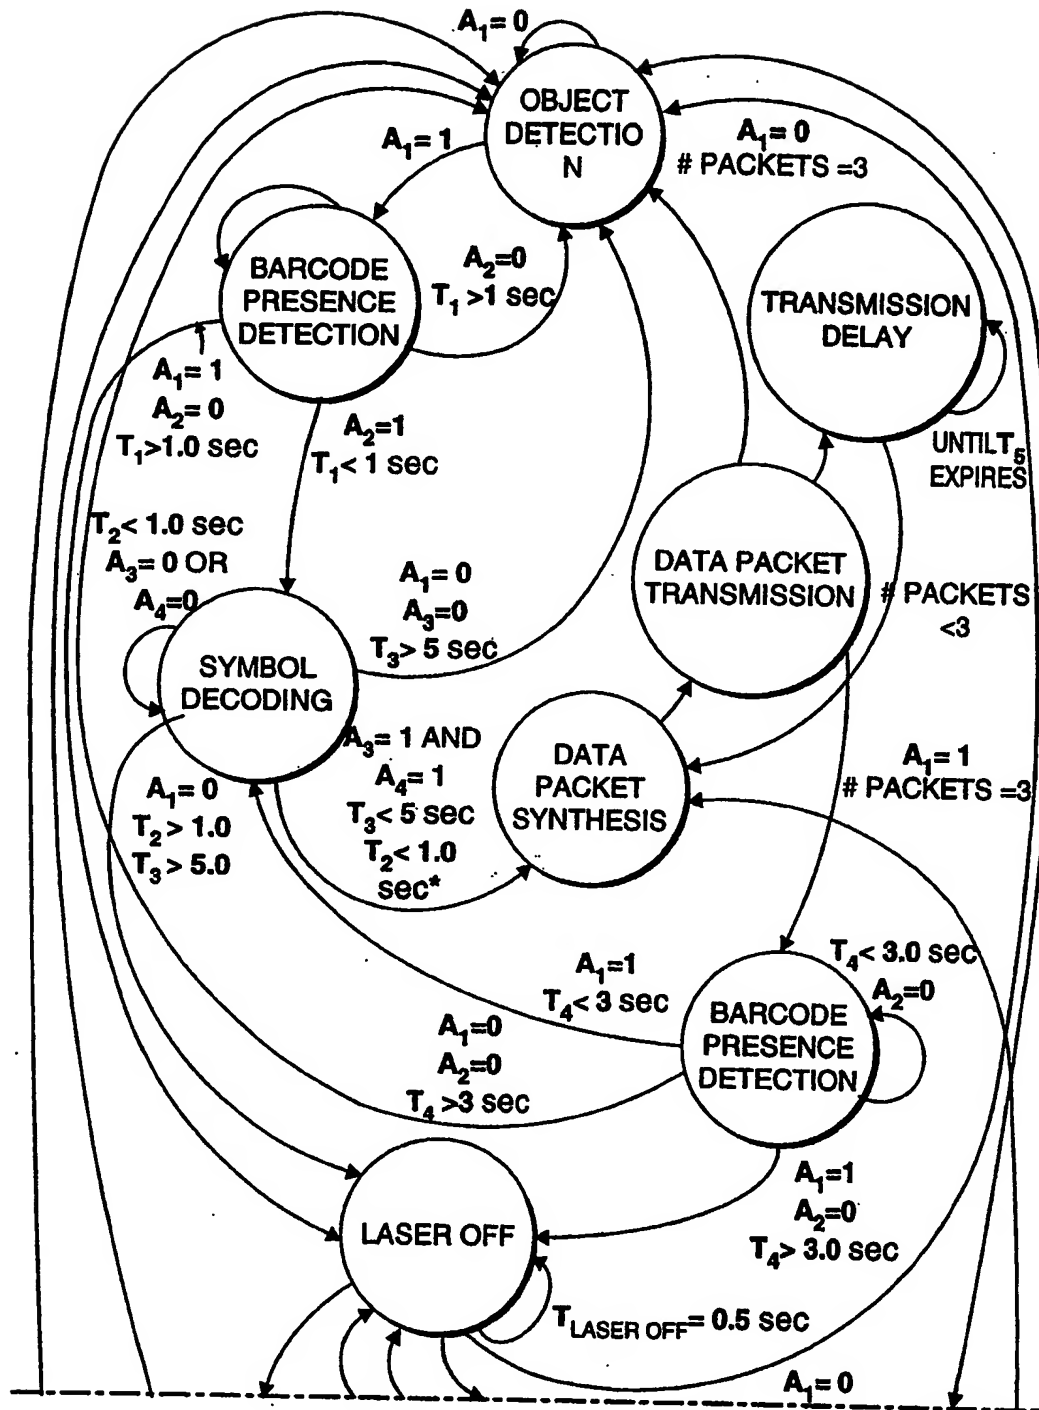 A₁= 0
OBJECT
DETECTIO
N
A₁= 1
A₁= 0
# PACKETS =3
BARCODE
PRESENCE
DETECTION
A₂=0
T₁ >1 sec
TRANSMISSION
DELAY
A₁= 1
A₂= 0
T₁>1.0 sec
A₂=1
T₁< 1 sec
UNTILT₅
EXPIRES
T₂< 1.0 sec
A₃= 0 OR
A₄=0
A₁= 0
A₃=0
T₃> 5 sec
DATA PACKET
TRANSMISSION
# PACKETS
<3
SYMBOL
DECODING
A₃= 1 AND
A₄= 1
T₃< 5 sec
T₂< 1.0
sec*
DATA
PACKET
SYNTHESIS
A₁= 1
# PACKETS =3
A₁= 0
T₂ > 1.0
T₃ > 5.0
A₁=1
T₄< 3 sec
T₄< 3.0 sec
A₂=0
BARCODE
PRESENCE
DETECTION
A₁=0
A₂=0
T₄ >3 sec
A₁=1
A₂=0
T₄> 3.0 sec
LASER OFF
T LASER OFF= 0.5 sec
A₁= 0